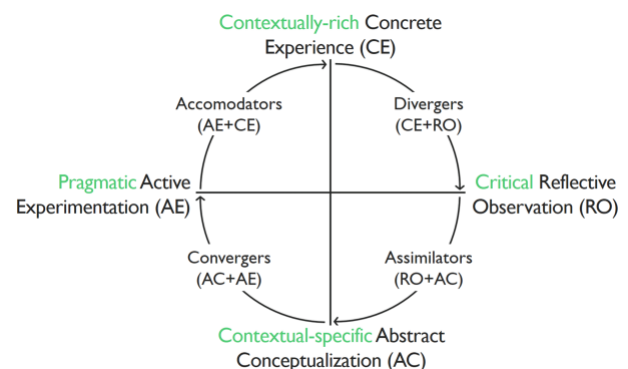 Contextually-rich Concrete
Experience (CE)
Accomodators
(AE+CE)
Divergers
(CE+RO)
Pragmatic Active
Experimentation (AE)
Critical Reflective
Observation (RO)
Convergers
(AC+AE)
Assimilators
(RO+AC)
Contextual-specific Abstract
Conceptualization (AC)